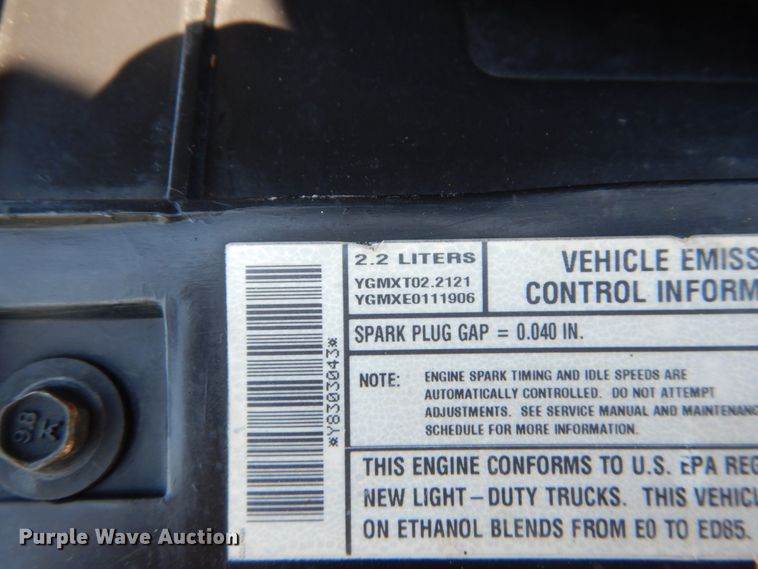 2.2 LITERS
YGMXT02.2121
YGMXE0111906
VEHICLE EMISS
CONTROL INFORM
SPARK PLUG GAP = 0.040 IN.
NOTE: ENGINE SPARK TIMING AND IDLE SPEEDS ARE
AUTOMATICALLY CONTROLLED. DO NOT ATTEMPT
ADJUSTMENTS. SEE SERVICE MANUAL AND MAINTENANC
SCHEDULE FOR MORE INFORMATION.
THIS ENGINE CONFORMS TO U.S. EPA REG
NEW LIGHT-DUTY TRUCKS. THIS VEHICL
ON ETHANOL BLENDS FROM E0 TO ED85.
*Y8303043*
9.8
K
Purple Wave Auction